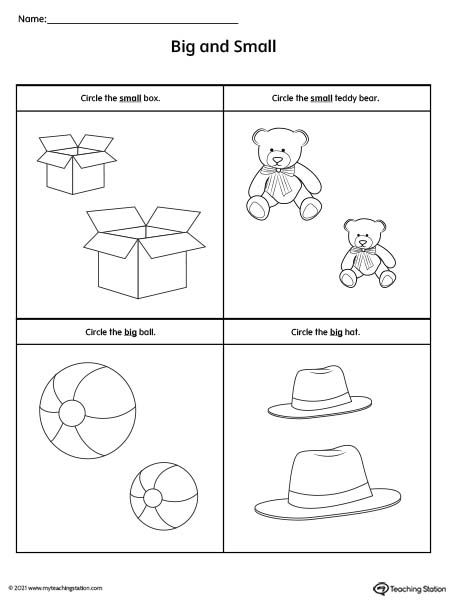 Name:
Big and Small
Circle the small box.
Circle the small teddy bear.
Circle the big ball.
Circle the big hat.
© 2021 www.myteachingstation.com
Teaching Station